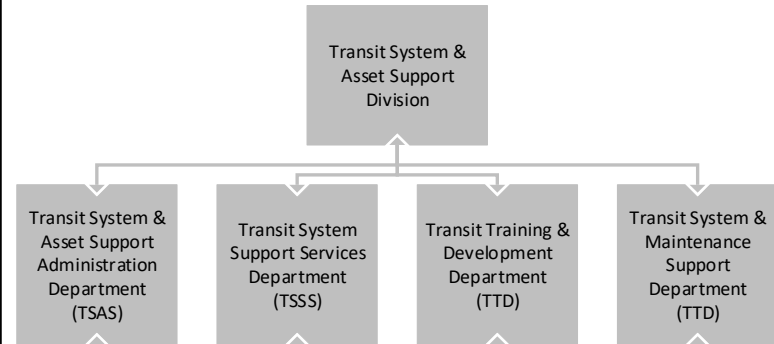 Transit System &
Asset Support
Division
Transit System &
Asset Support
Administration
Department
(TSAS)
Transit System
Support Services
Department
(TSSS)
Transit Training &
Development
Department
(TTD)
Transit System &
Maintenance
Support
Department
(TTD)